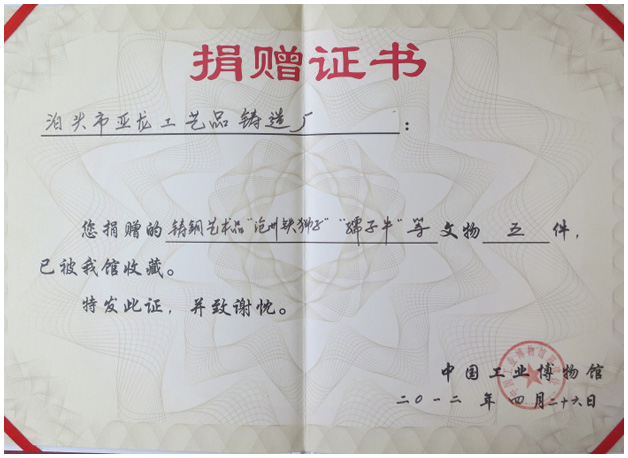 捐赠证书
泊头市亚龙工艺品铸造厂：
您捐赠的铸铜艺术品"沧州铁狮子""孺子牛"等文物五件，
已被我馆收藏。
特发此证，并致谢忱。
中国工业博物馆
二〇一二年四月二十六日